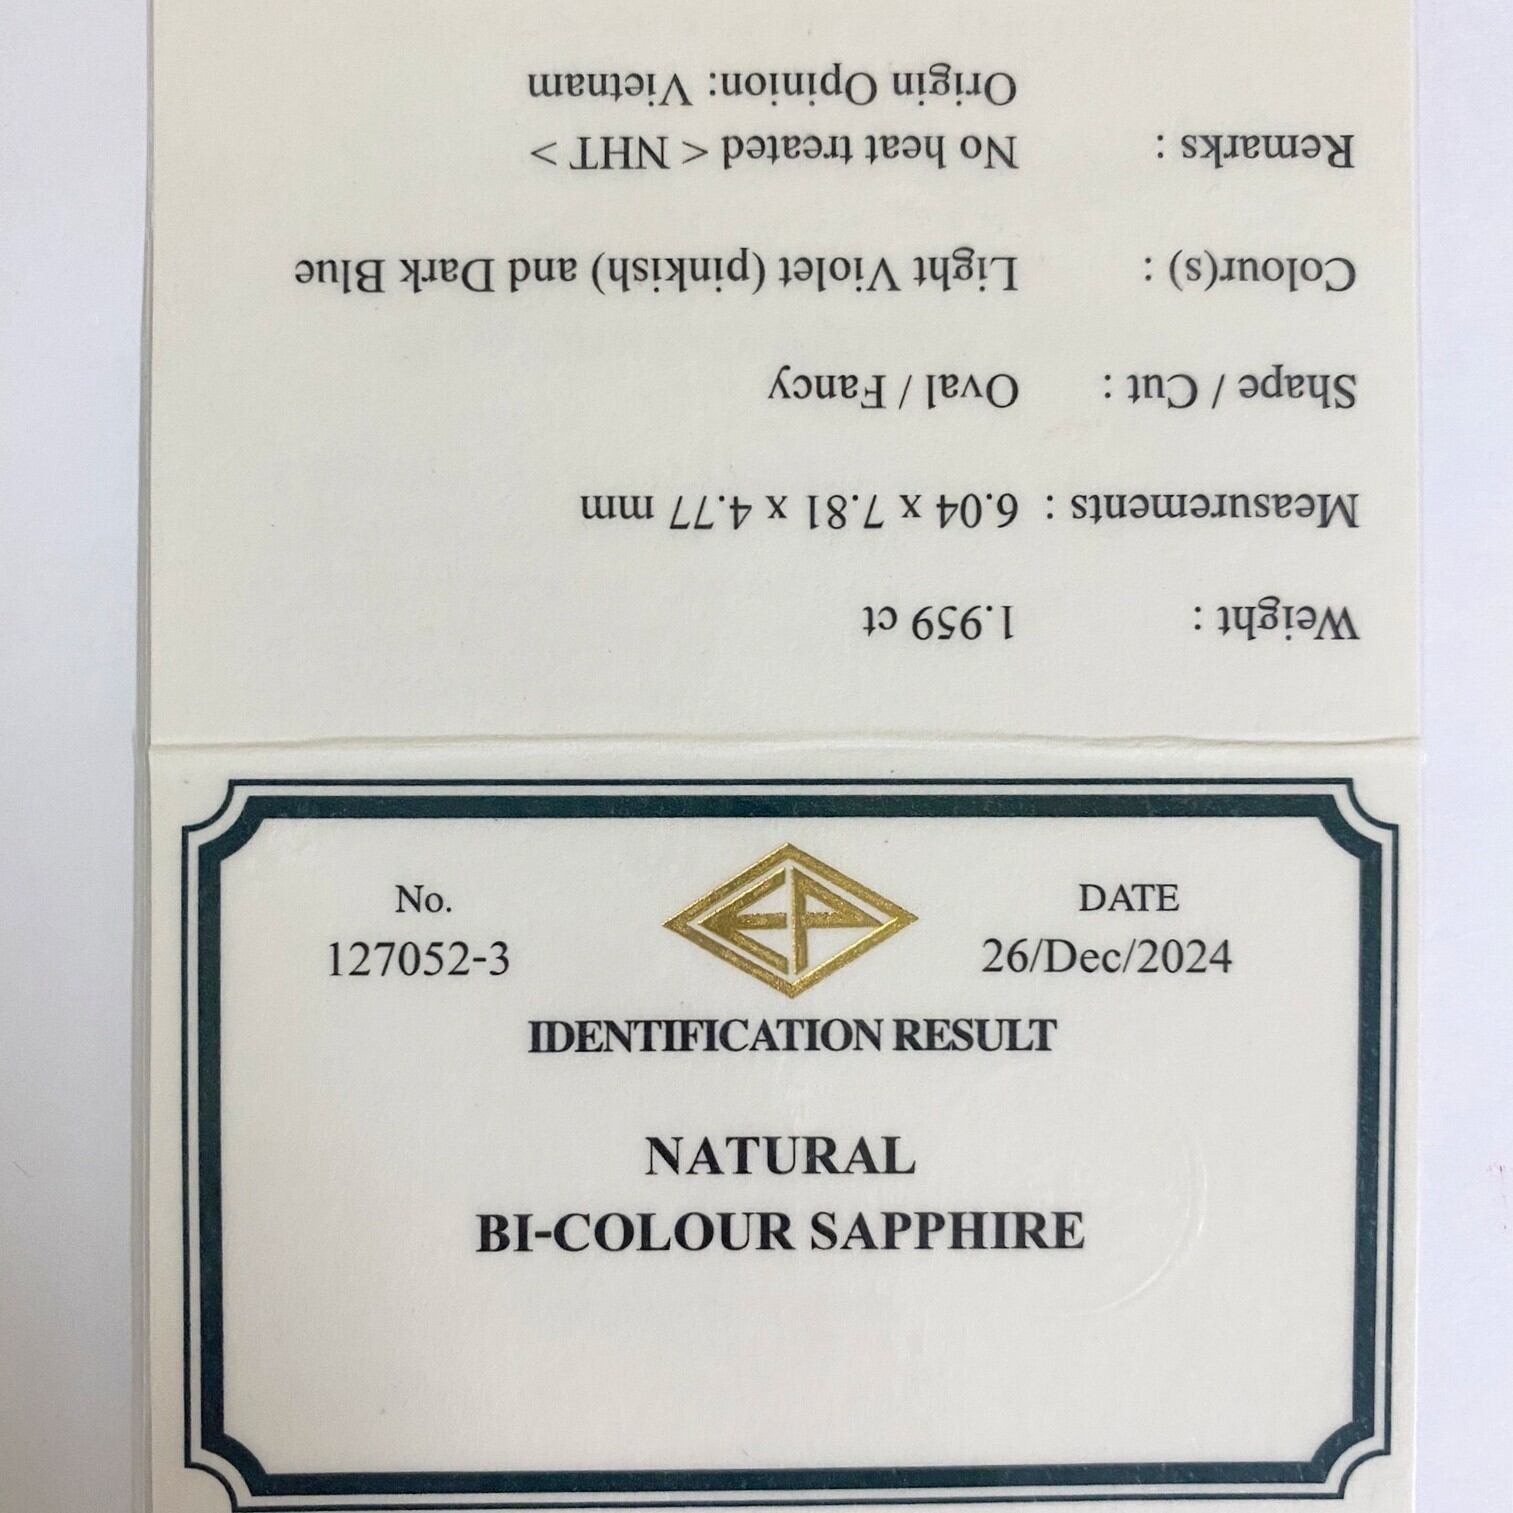 No.
127052-3
EP
DATE
26/Dec/2024
IDENTIFICATION RESULT
NATURAL
BI-COLOUR SAPPHIRE
Weight : 1.959 ct
Measurements : 6.04 x 7.81 x 4.77 mm
Shape / Cut : Oval / Fancy
Colour(s) : Light Violet (pinkish) and Dark Blue
Remarks : No heat treated < NHT >
Origin Opinion: Vietnam